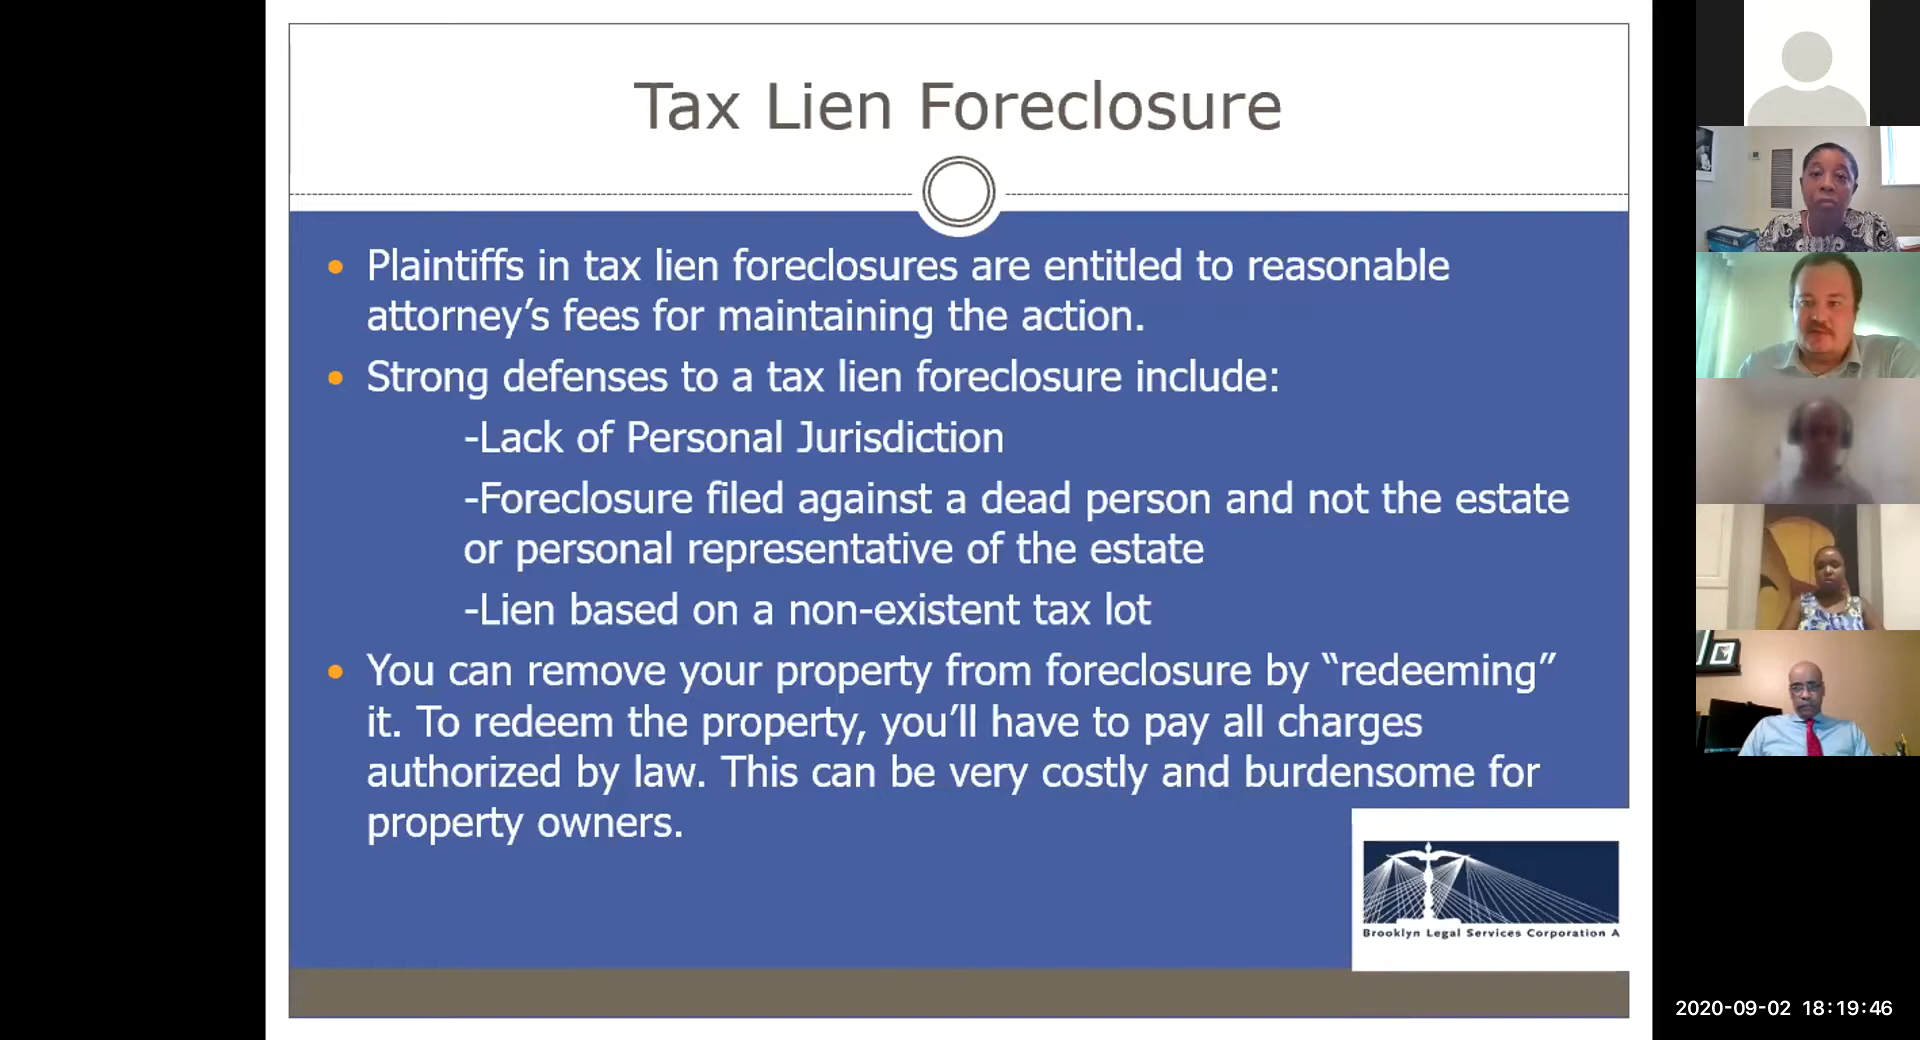 Tax Lien Foreclosure
• Plaintiffs in tax lien foreclosures are entitled to reasonable
attorney’s fees for maintaining the action.
• Strong defenses to a tax lien foreclosure include:
-Lack of Personal Jurisdiction
-Foreclosure filed against a dead person and not the estate
or personal representative of the estate
-Lien based on a non-existent tax lot
• You can remove your property from foreclosure by “redeeming”
it. To redeem the property, you’ll have to pay all charges
authorized by law. This can be very costly and burdensome for
property owners.
Brooklyn Legal Services Corporation A
2020-09-02 18:19:46